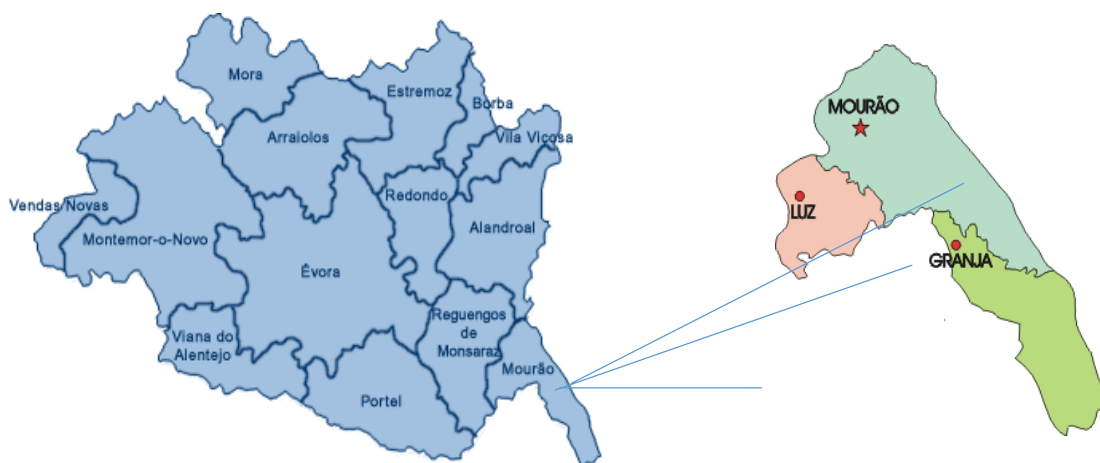 Mora
Estremoz
Borba
Arraiolos
Vila Viçosa
Redondo
Vendas Novas
Montemor-o-Novo
Alandroal
Évora
Reguengos
de
Monsaraz
Viana do
Alentejo
Mourão
Portel
MOURÃO
LUZ
GRANJA